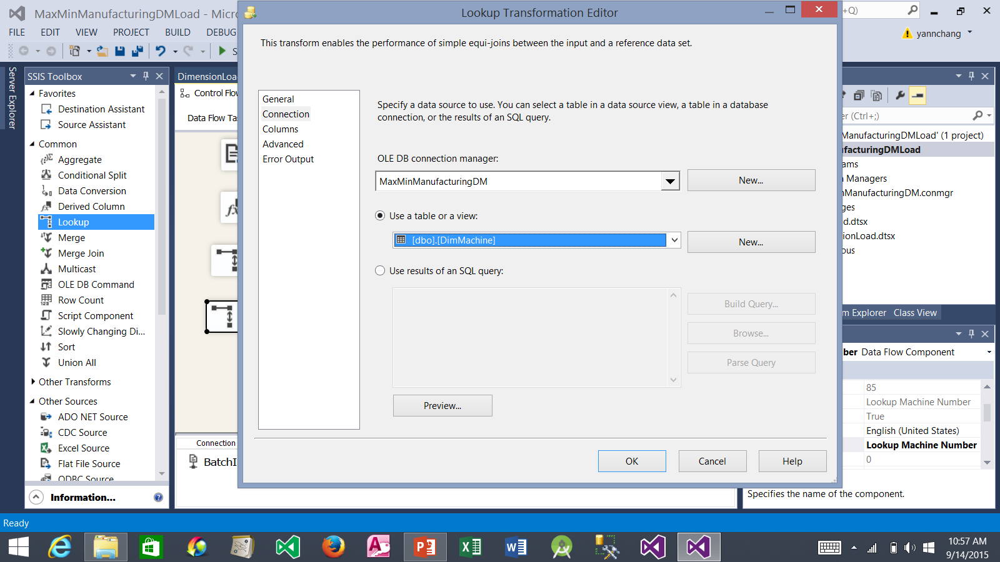 MaxMinManufacturingDMLoad - Micro
Lookup Transformation Editor
+Q)
FILE EDIT VIEW PROJECT BUILD DEBUG
yannchang
S
This transform enables the performance of simple equi-joins between the input and a reference data set.
Server Explorer
SSIS Toolbox
Favorites
Destination Assistant
Source Assistant
Common
Aggregate
Conditional Split
Data Conversion
Derived Column
Lookup
Merge
Merge Join
Multicast
OLE DB Command
Row Count
Script Component
Slowly Changing Di...
Sort
Union All
Other Transforms
Other Sources
ADO NET Source
CDC Source
Excel Source
Flat File Source
ODBC Source
Information...
DimensionLoa
Control Flow
Data Flow Tas
Connection
BatchI
General
Connection
Columns
Advanced
Error Output
Specify a data source to use. You can select a table in a data source view, a table in a database
connection, or the results of an SQL query.
OLE DB connection manager:
MaxMinManufacturingDM
New...
Use a table or a view:
[dbo].[DimMachine]
New...
Use results of an SQL query:
Build Query...
Browse...
Parse Query
Preview...
OK
Cancel
Help
er (Ctrl+;)
ManufacturingDMLoad' (1 project)
ufacturingDMLoad
ams
n Managers
nManufacturingDM.conmgr
ges
d.dtsx
ionLoad.dtsx
ous
m Explorer
Class View
ber Data Flow Component
85
Lookup Machine Number
True
English (United States)
Lookup Machine Number
0
Specifies the name of the component.
Ready
10:57 AM
9/14/2015